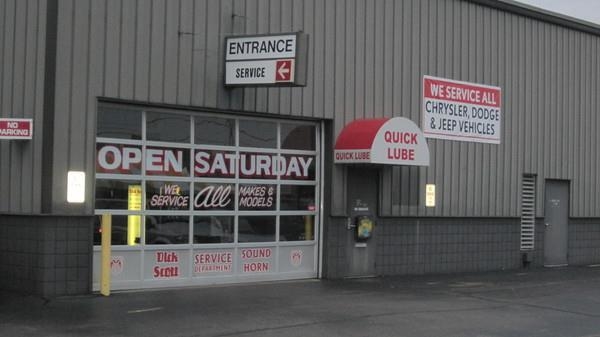 ENTRANCE
SERVICE
NO
PARKING
WE SERVICE ALL
CHRYSLER, DODGE
& JEEP VEHICLES
QUICK
LUBE
QUICK LUBE
OPEN SATURDAY
WE SERVICE All MAKES & MODELS
Dick Scott
SERVICE DEPARTMENT
SOUND HORN